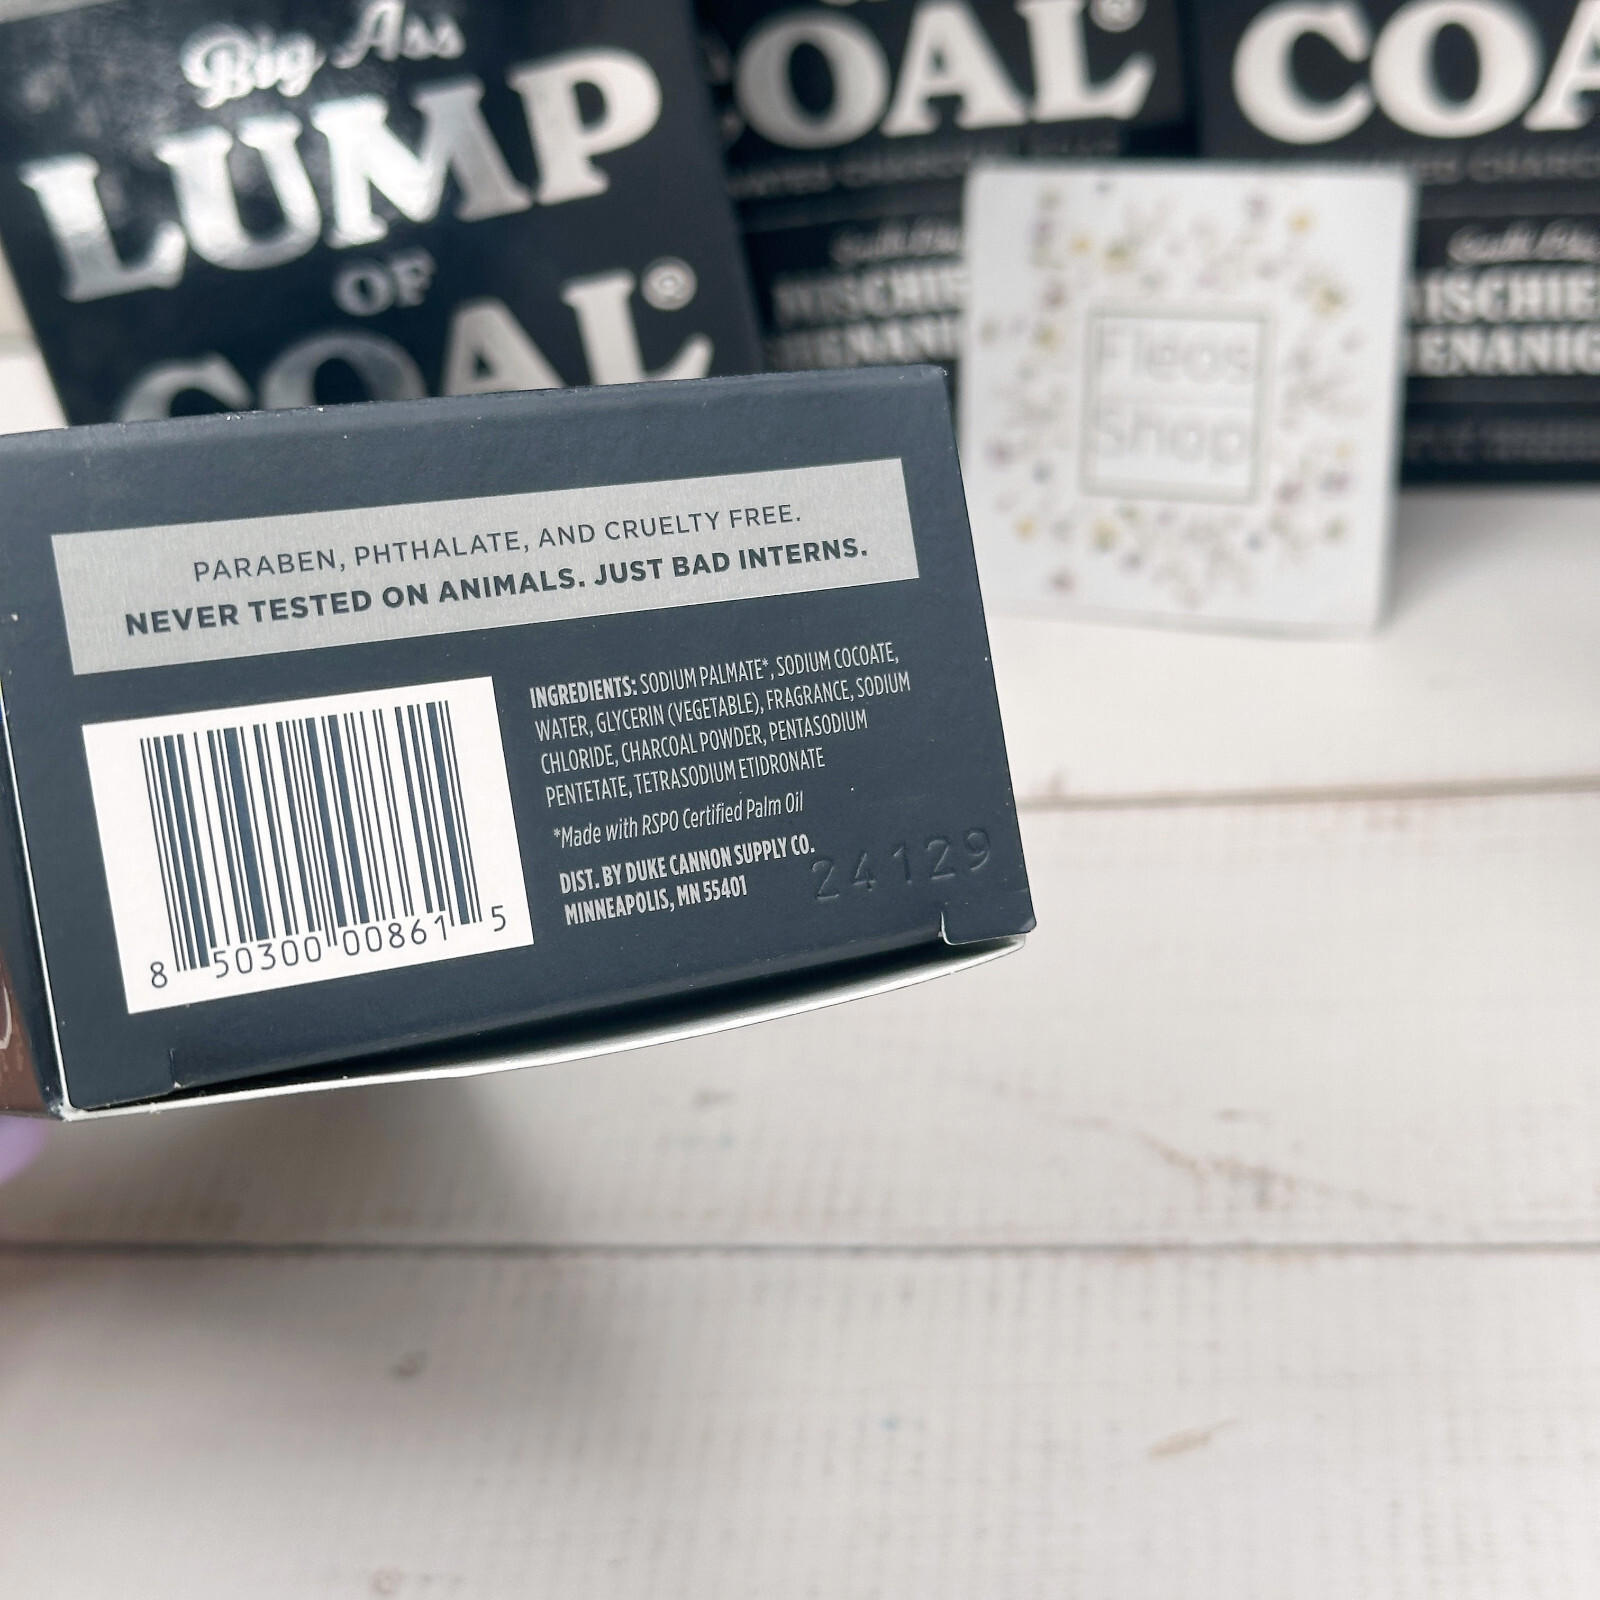 Big Ass
LUMP
OF
COAL®
OAL®
COA
Fleas
Shop
PARABEN, PHTHALATE, AND CRUELTY FREE.
NEVER TESTED ON ANIMALS. JUST BAD INTERNS.
INGREDIENTS: SODIUM PALMATE*, SODIUM COCOATE,
WATER, GLYCERIN (VEGETABLE), FRAGRANCE, SODIUM
CHLORIDE, CHARCOAL POWDER, PENTASODIUM
PENTETATE, TETRASODIUM ETIDRONATE
*Made with RSPO Certified Palm Oil
DIST. BY DUKE CANNON SUPPLY CO.
MINNEAPOLIS, MN 55401
24129
8 50300 00861 5